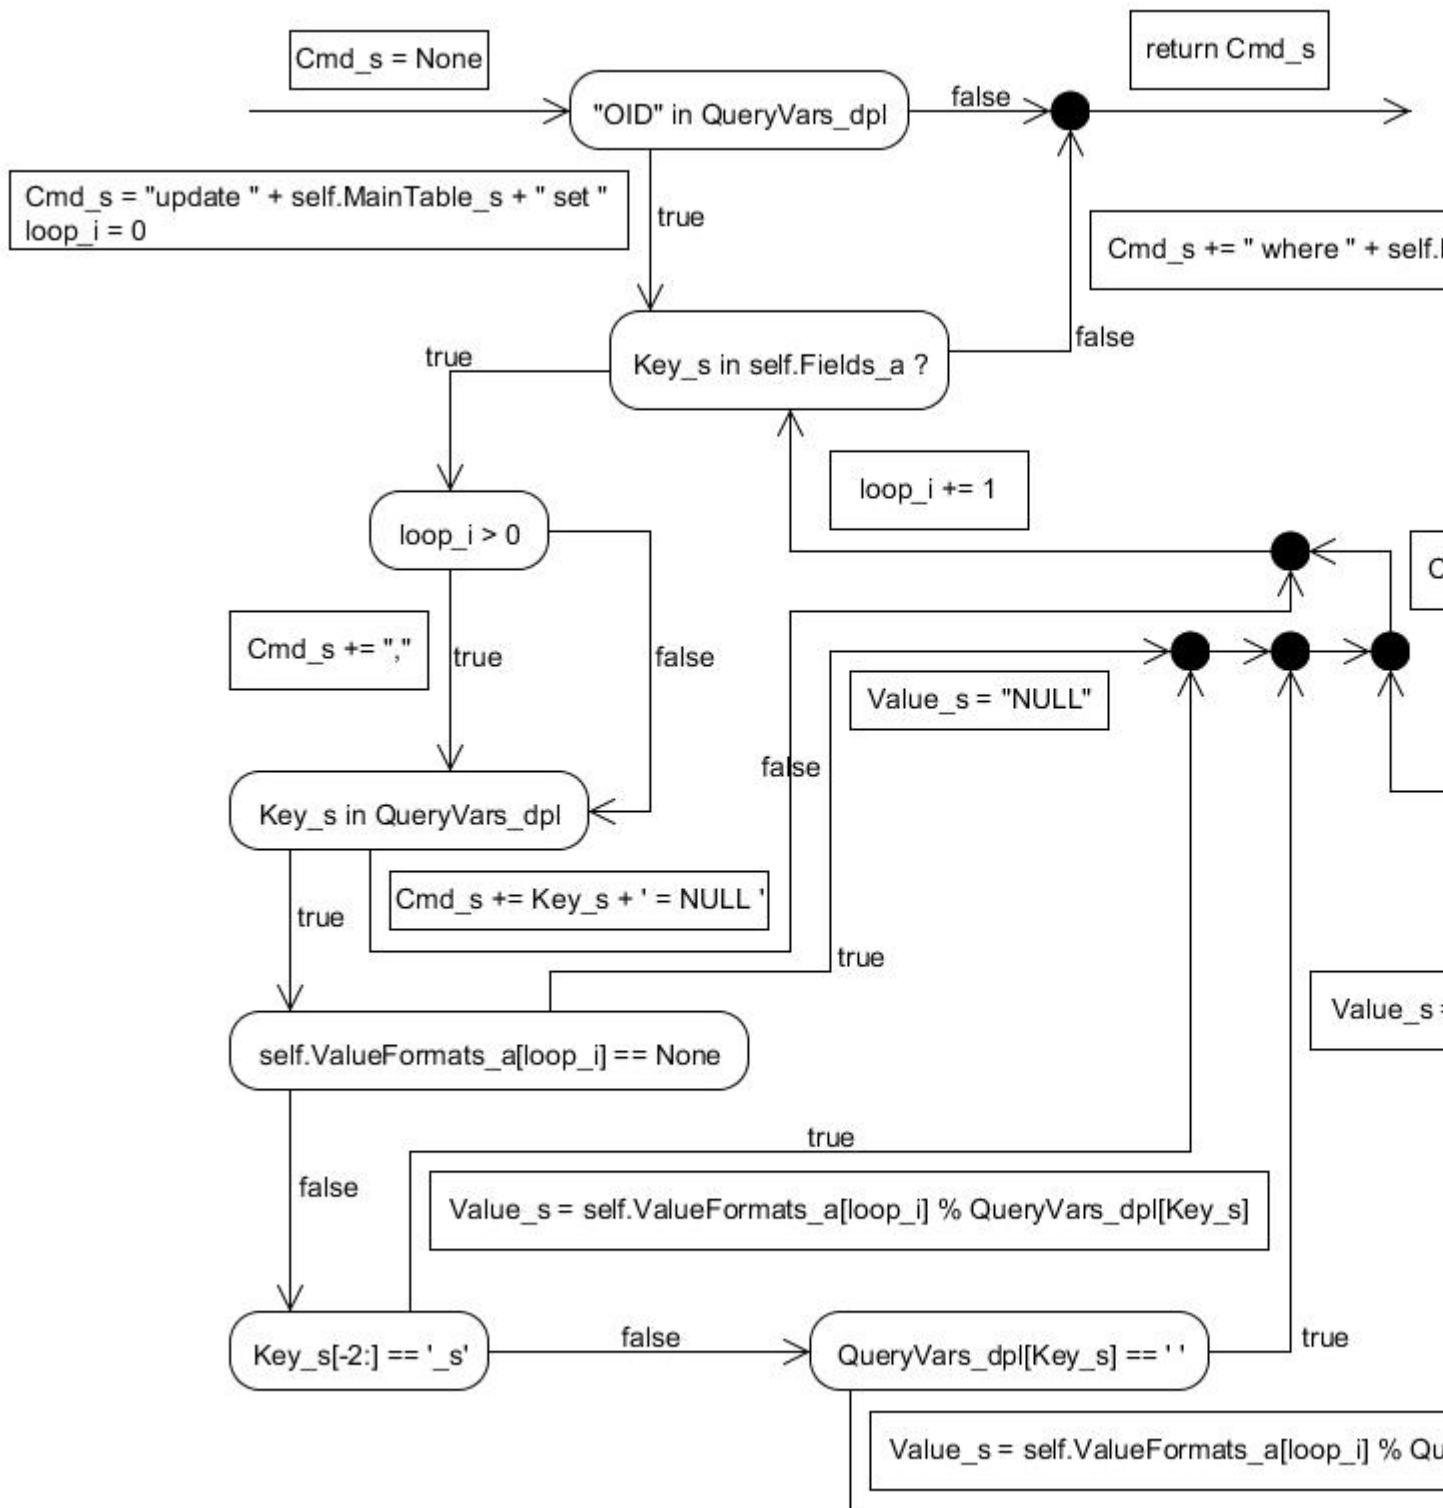 Cmd_s = None
return Cmd_s
"OID" in QueryVars_dpl
false
Cmd_s = "update " + self.MainTable_s + " set "
loop_i = 0
true
Cmd_s += " where " + self.
false
Key_s in self.Fields_a ?
true
loop_i += 1
loop_i > 0
C
Cmd_s += ","
true
false
Value_s = "NULL"
false
Key_s in QueryVars_dpl
Cmd_s += Key_s + ' = NULL '
true
true
Value_s =
self.ValueFormats_a[loop_i] == None
true
false
Value_s = self.ValueFormats_a[loop_i] % QueryVars_dpl[Key_s]
Key_s[-2:] == '_s'
false
QueryVars_dpl[Key_s] == ' '
true
Value_s = self.ValueFormats_a[loop_i] % Qu